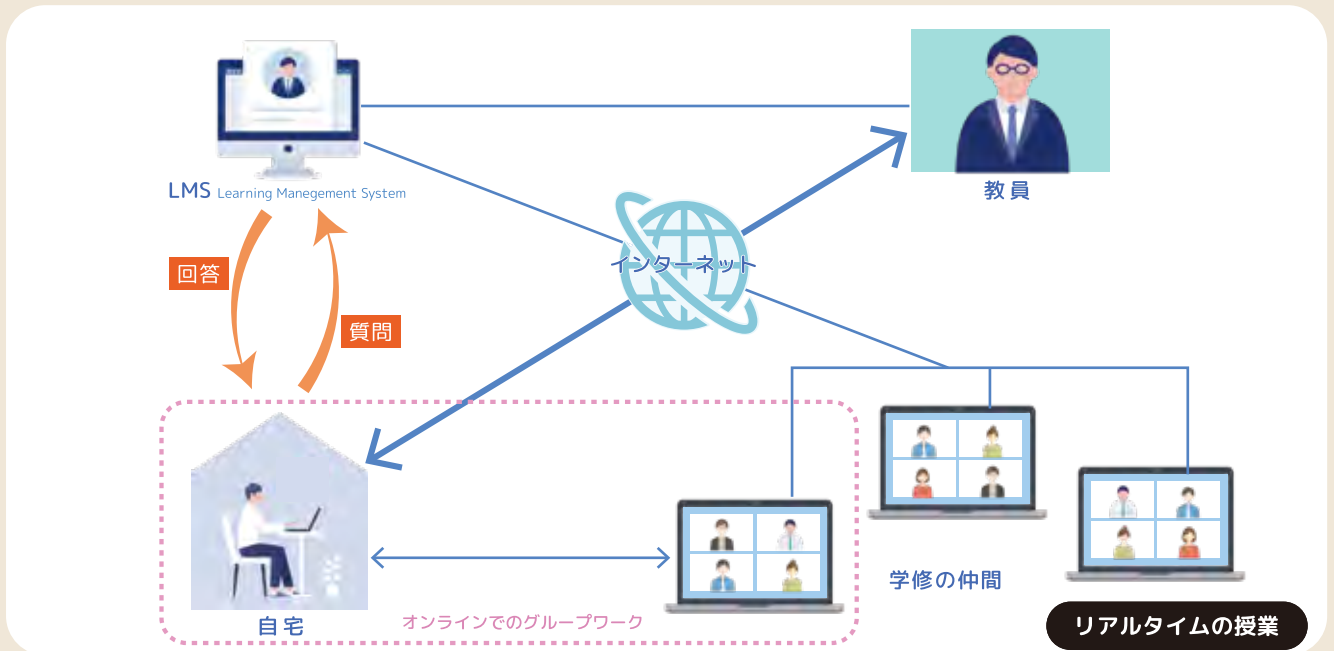 LMS Learning Manegement System
教員
インターネット
回答
質問
自宅
オンラインでのグループワーク
学修の仲間
リアルタイムの授業